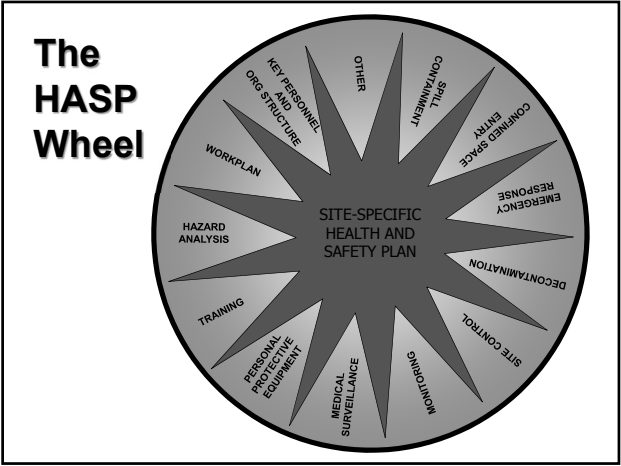 The
HASP
Wheel
KEY PERSONNEL
AND
ORG STRUCTURE
OTHER
SPILL
CONTAINMENT
CONFINED SPACE
ENTRY
EMERGENCY
RESPONSE
DECONTAMINATION
SITE CONTROL
MONITORING
MEDICAL
SURVEILLANCE
PERSONAL
PROTECTIVE
EQUIPMENT
TRAINING
HAZARD
ANALYSIS
WORKPLAN
SITE-SPECIFIC
HEALTH AND
SAFETY PLAN